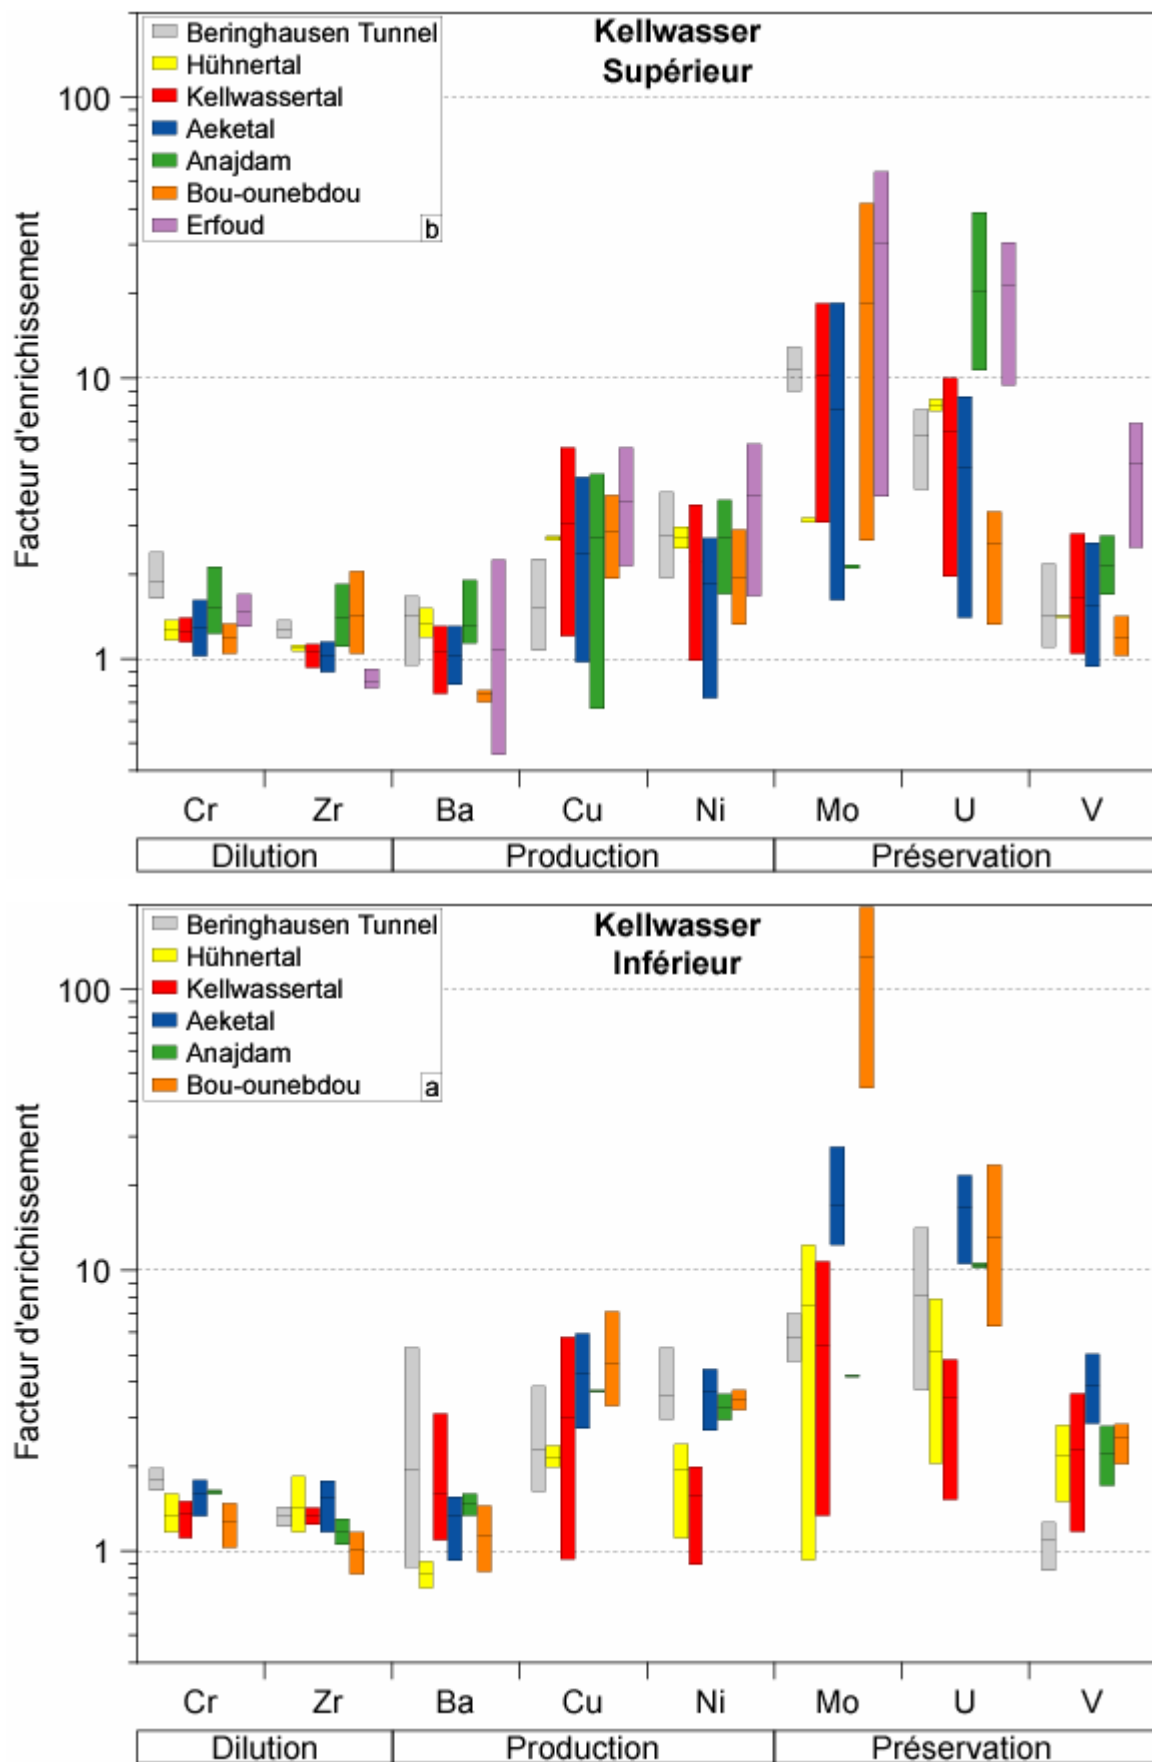 Kellwasser
Supérieur
Beringhausen Tunnel
Hühnertal
Kellwassertal
Aeketal
Anajdam
Bou-ounebdou
Erfoud
b
Facteur d'enrichissement
100
10
1
Cr Zr Ba Cu Ni Mo U V
Dilution Production Préservation
Kellwasser
Inférieur
Beringhausen Tunnel
Hühnertal
Kellwassertal
Aeketal
Anajdam
Bou-ounebdou
a
Facteur d'enrichissement
100
10
1
Cr Zr Ba Cu Ni Mo U V
Dilution Production Préservation